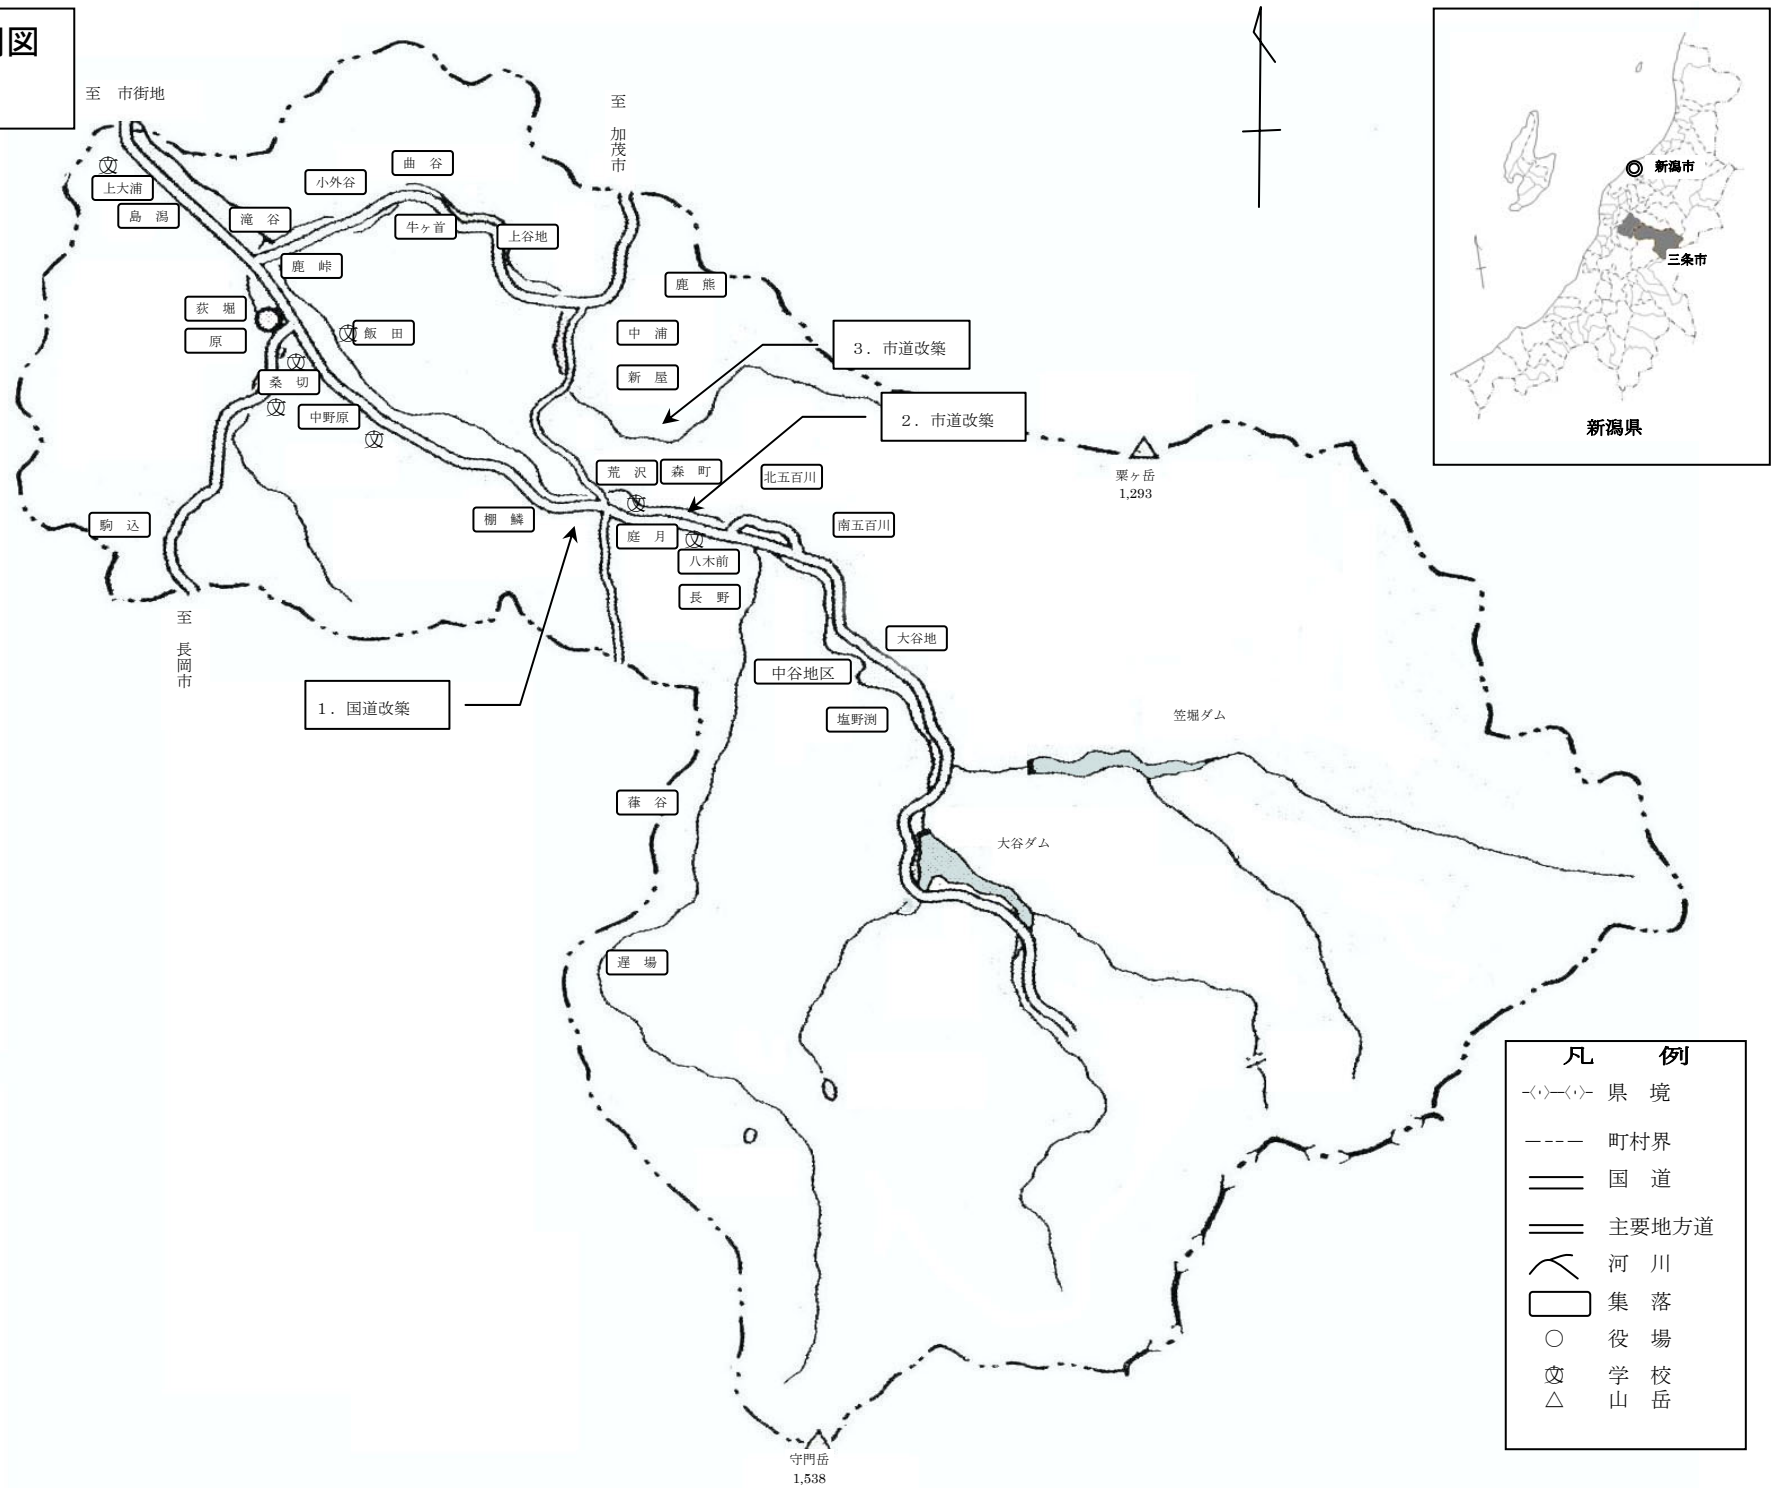 図
至 市街地
至 加茂市
上大浦
島 潟
滝 谷
小外谷
曲 谷
牛ヶ首
上谷地
鹿 峠
荻 堀
原
飯 田
桑 切
中野原
鹿 熊
中 浦
新 屋
3．市道改築
2．市道改築
荒 沢
森 町
北五百川
粟ヶ岳
1,293
駒 込
棚 鱗
庭 月
南五百川
八木前
長 野
至 長岡市
大谷地
中谷地区
1．国道改築
塩野渕
笠堀ダム
葎 谷
大谷ダム
遅 場
守門岳
1,538
新潟市
三条市
新潟県
凡 例
県 境
町村界
国 道
主要地方道
河 川
集 落
役 場
学 校
山 岳